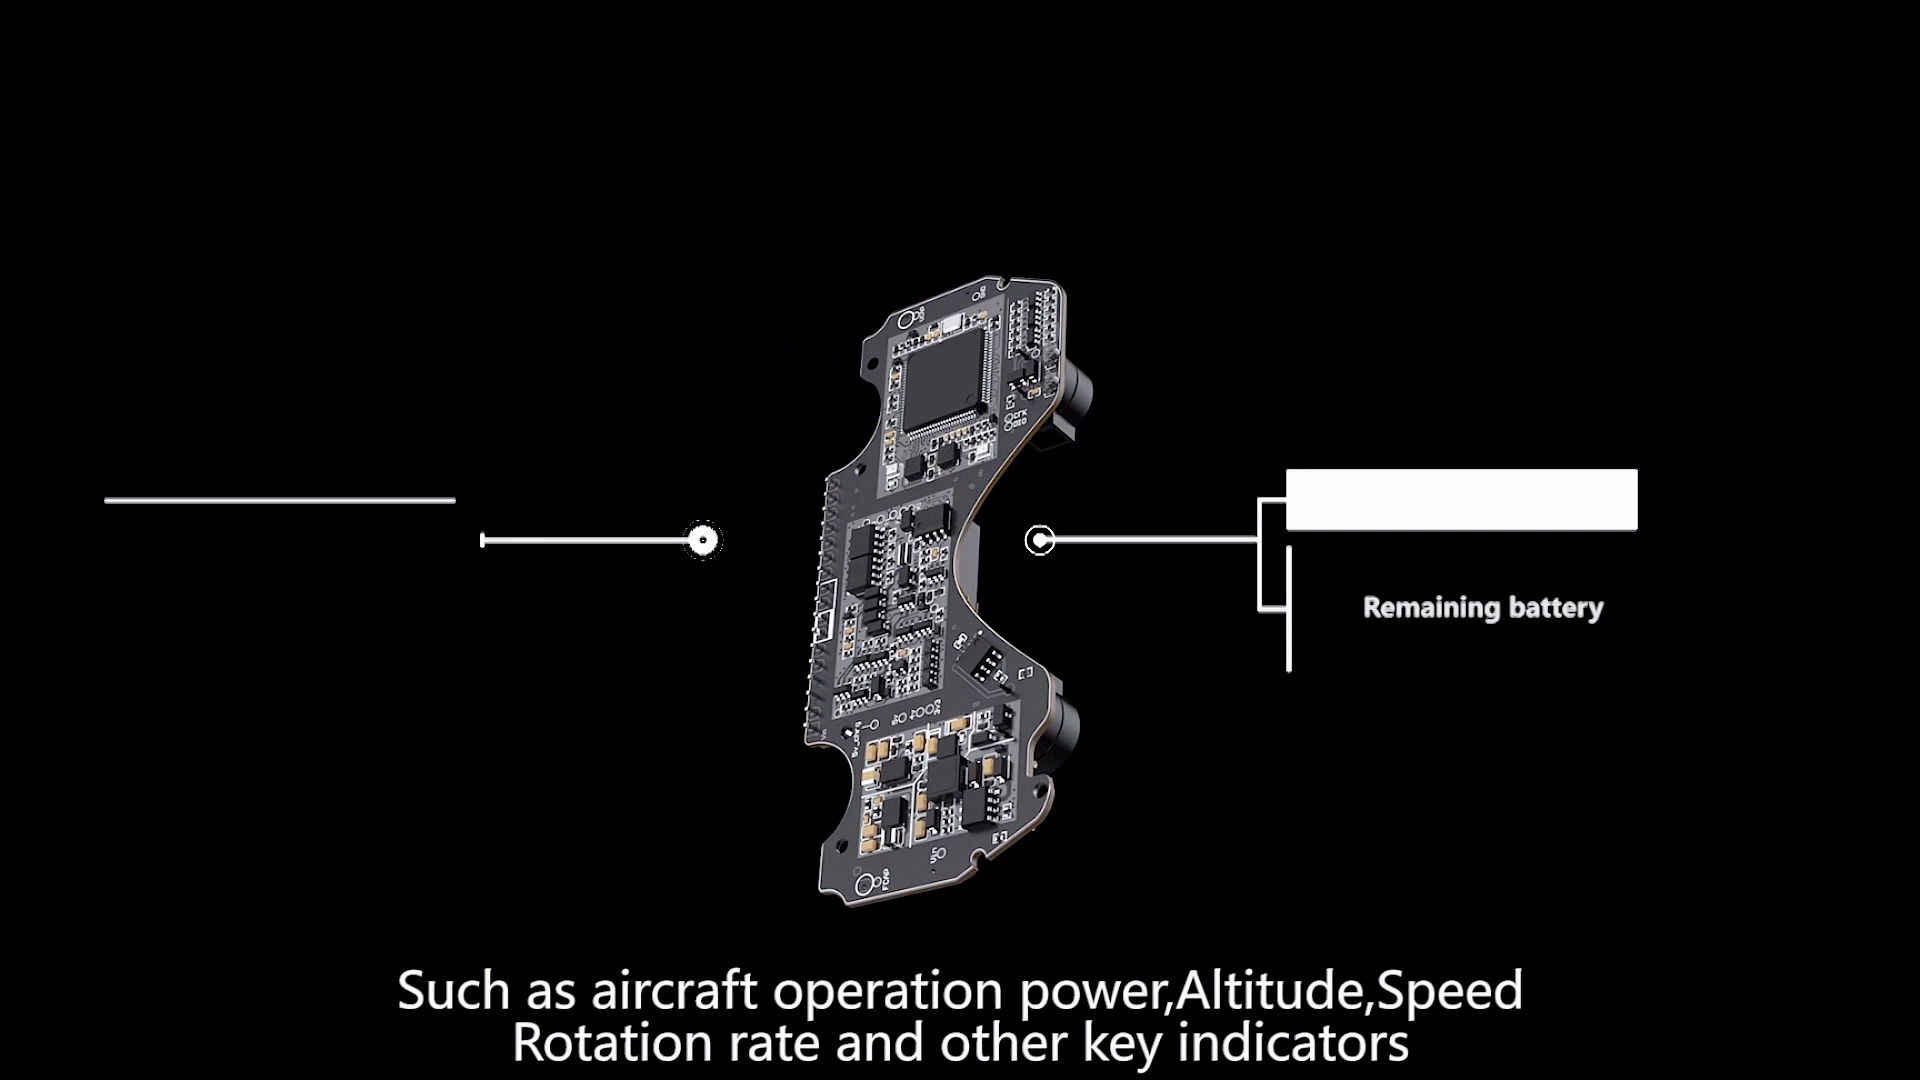 Remaining battery
Such as aircraft operation power,Altitude,Speed
Rotation rate and other key indicators